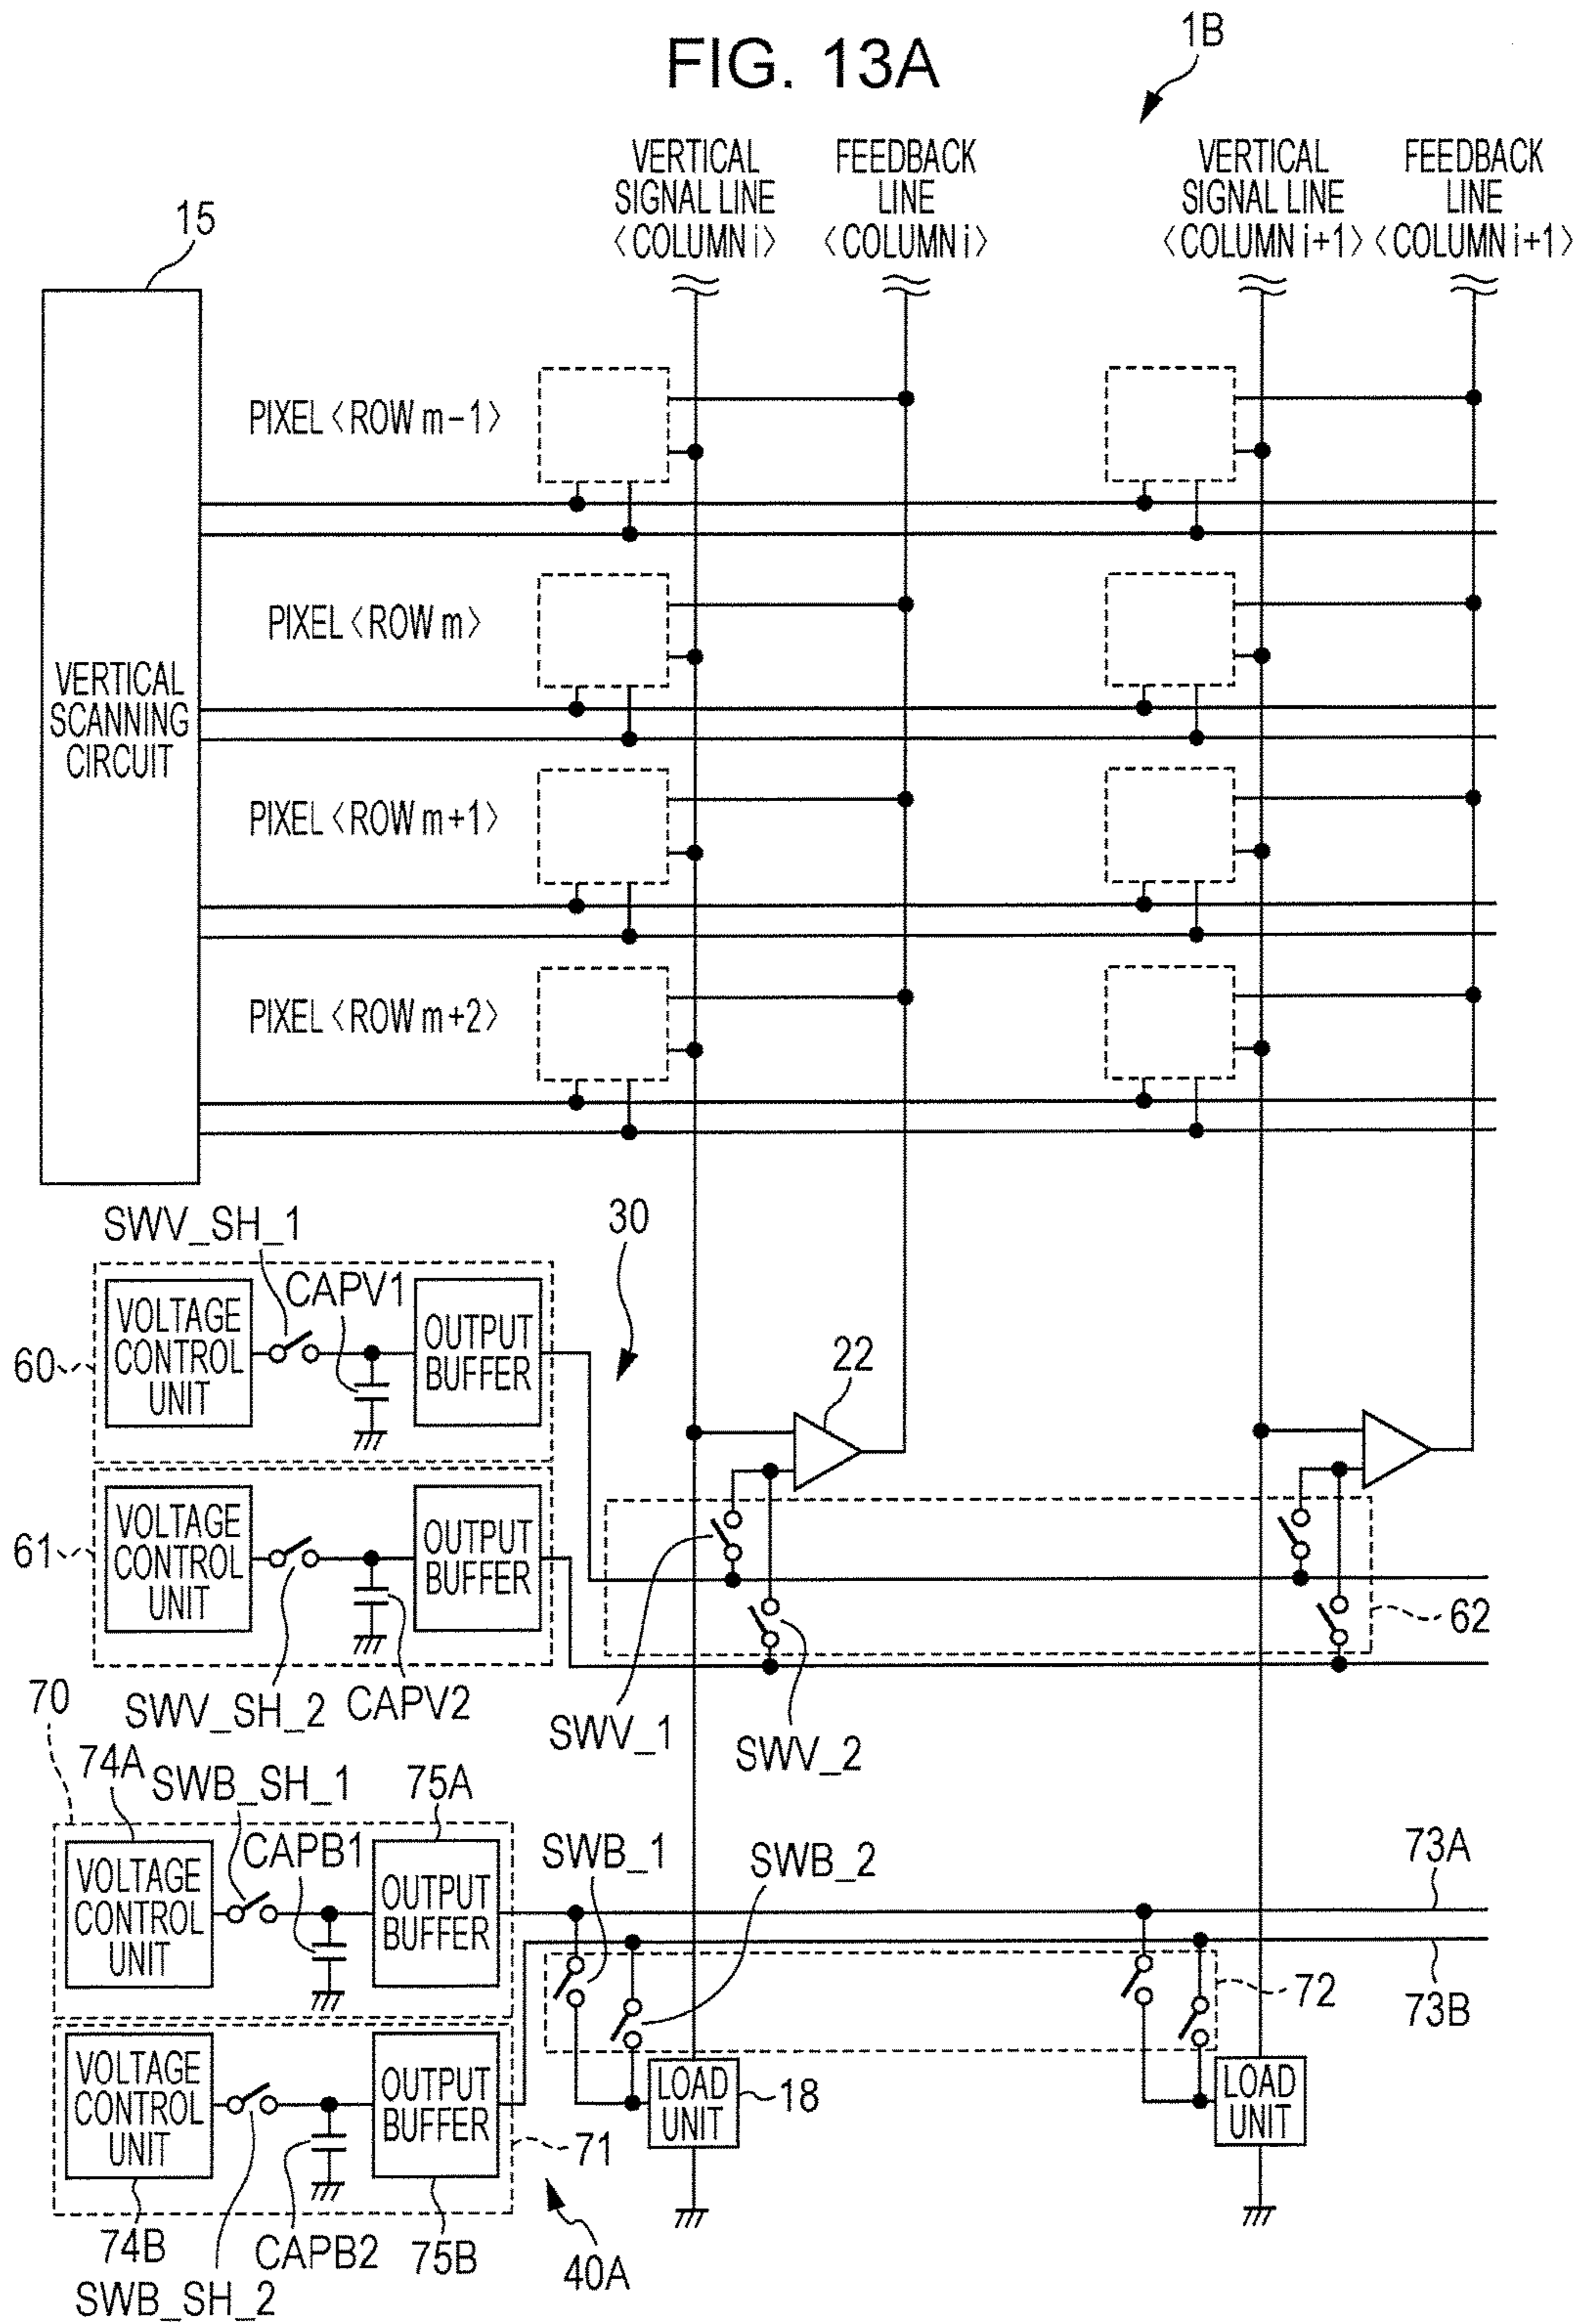 FIG. 13A
1B
VERTICAL
SIGNAL LINE
〈COLUMN i〉
FEEDBACK
LINE
〈COLUMN i〉
VERTICAL
SIGNAL LINE
〈COLUMN i+1〉
FEEDBACK
LINE
〈COLUMN i+1〉
15
VERTICAL
SCANNING
CIRCUIT
PIXEL〈ROW m−1〉
PIXEL〈ROW m〉
PIXEL〈ROW m+1〉
PIXEL〈ROW m+2〉
SWV_SH_1
30
CAPV1
VOLTAGE
CONTROL
UNIT
OUTPUT
BUFFER
60
22
VOLTAGE
CONTROL
UNIT
OUTPUT
BUFFER
61
62
SWV_SH_2
CAPV2
SWV_1
SWV_2
70
74A
SWB_SH_1
75A
CAPB1
SWB_1
SWB_2
73A
VOLTAGE
CONTROL
UNIT
OUTPUT
BUFFER
72
73B
VOLTAGE
CONTROL
UNIT
OUTPUT
BUFFER
LOAD
UNIT
18
LOAD
UNIT
71
74B
CAPB2
75B
40A
SWB_SH_2